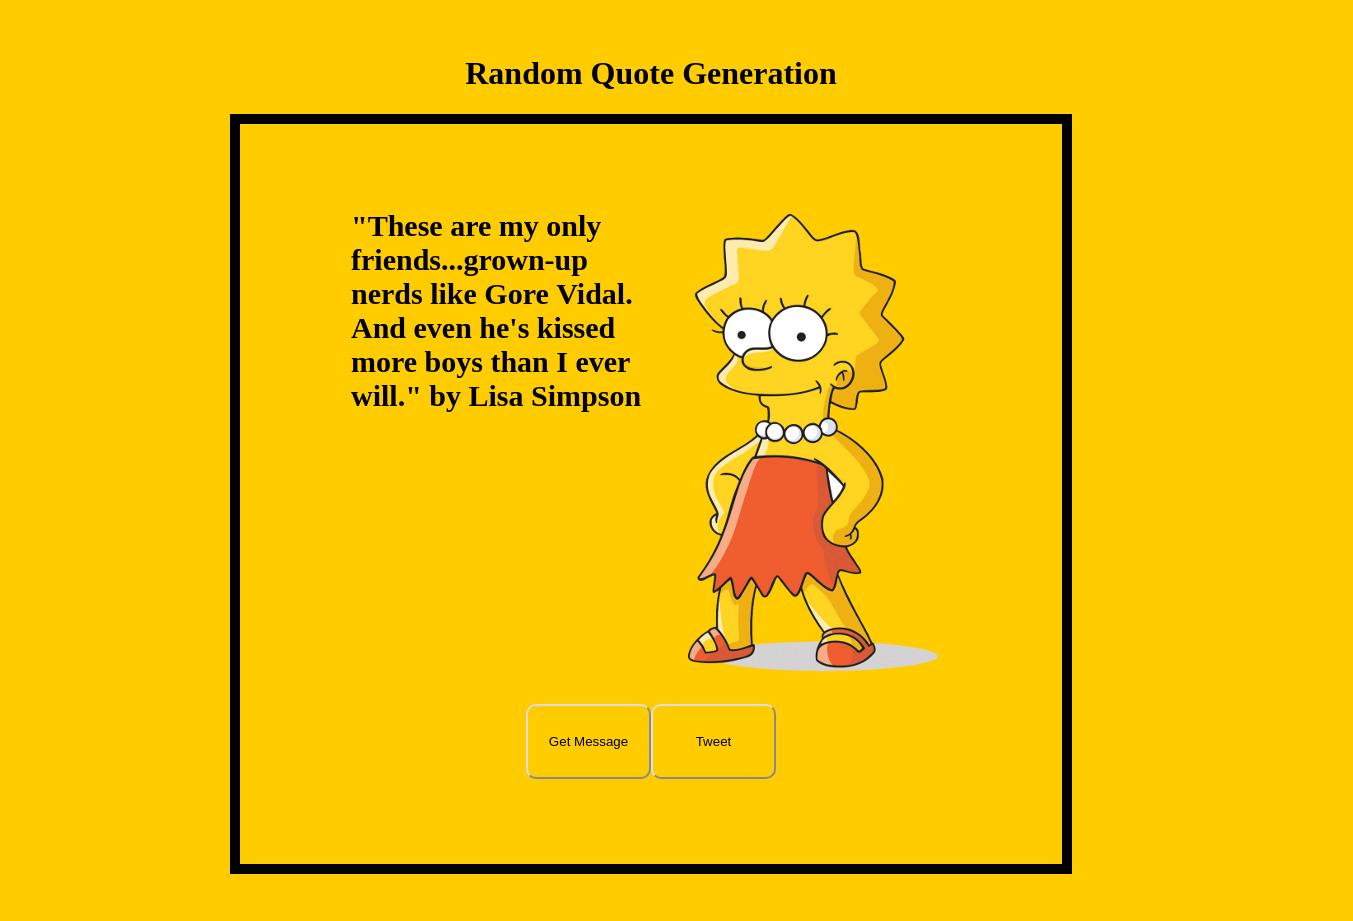 Random Quote Generation
"These are my only
friends...grown-up
nerds like Gore Vidal.
And even he's kissed
more boys than I ever
will." by Lisa Simpson
Get Message
Tweet